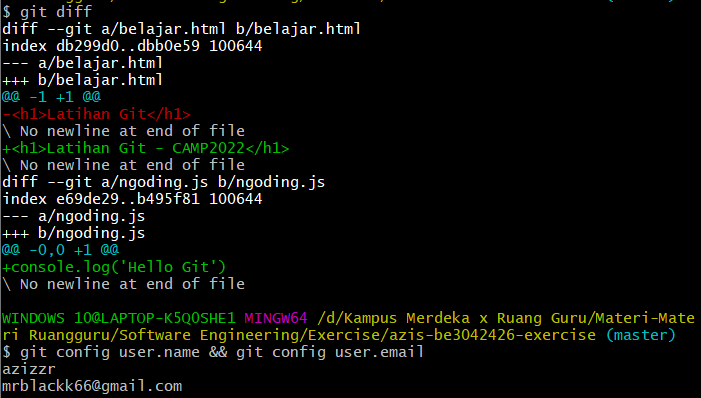 $ git diff
diff --git a/belajar.html b/belajar.html
index db299d0..dbb0e59 100644
--- a/belajar.html
+++ b/belajar.html
@@ -1 +1 @@
-<h1>Latihan Git</h1>
\ No newline at end of file
+<h1>Latihan Git - CAMP2022</h1>
\ No newline at end of file
diff --git a/ngoding.js b/ngoding.js
index e69de29..b495f81 100644
--- a/ngoding.js
+++ b/ngoding.js
@@ -0,0 +1 @@
+console.log('Hello Git')
\ No newline at end of file
WINDOWS 10@LAPTOP-K5Q0SHE1 MINGW64 /d/Kampus Merdeka x Ruang Guru/Materi-Mate
ri Ruangguru/Software Engineering/Exercise/azis-be3042426-exercise (master)
$ git config user.name && git config user.email
azizzr
mrblackk66@gmail.com